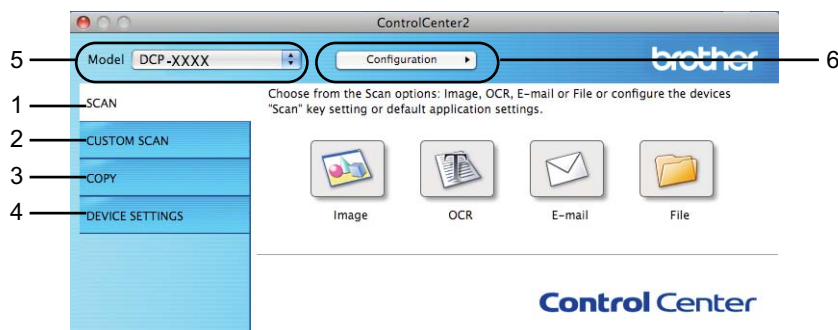 ControlCenter2
5
Model DCP-XXXX
Configuration
6
brother
1
SCAN
Choose from the Scan options: Image, OCR, E-mail or File or configure the devices
"Scan" key setting or default application settings.
2
CUSTOM SCAN
3
COPY
4
DEVICE SETTINGS
Image
OCR
E-mail
File
Control Center